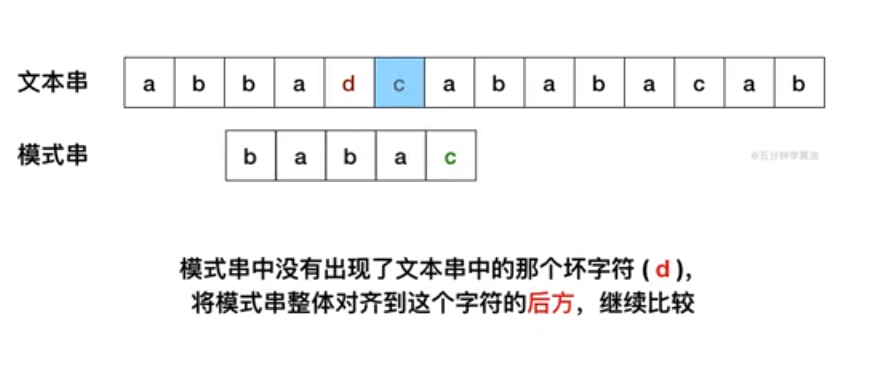 文本串 a b b a d c a b a b a c a b
模式串 b a b a c
@五分钟学算法
模式串中没有出现了文本串中的那个坏字符 ( d ),
将模式串整体对齐到这个字符的后方，继续比较